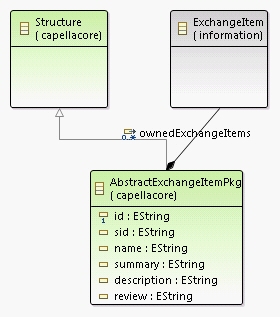 Structure
( capellacore)
ExchangeItem
( information)
ownedExchangeItems
AbstractExchangeItemPkg
( capellacore)
id : EString
sid : EString
name : EString
summary : EString
description : EString
review : EString